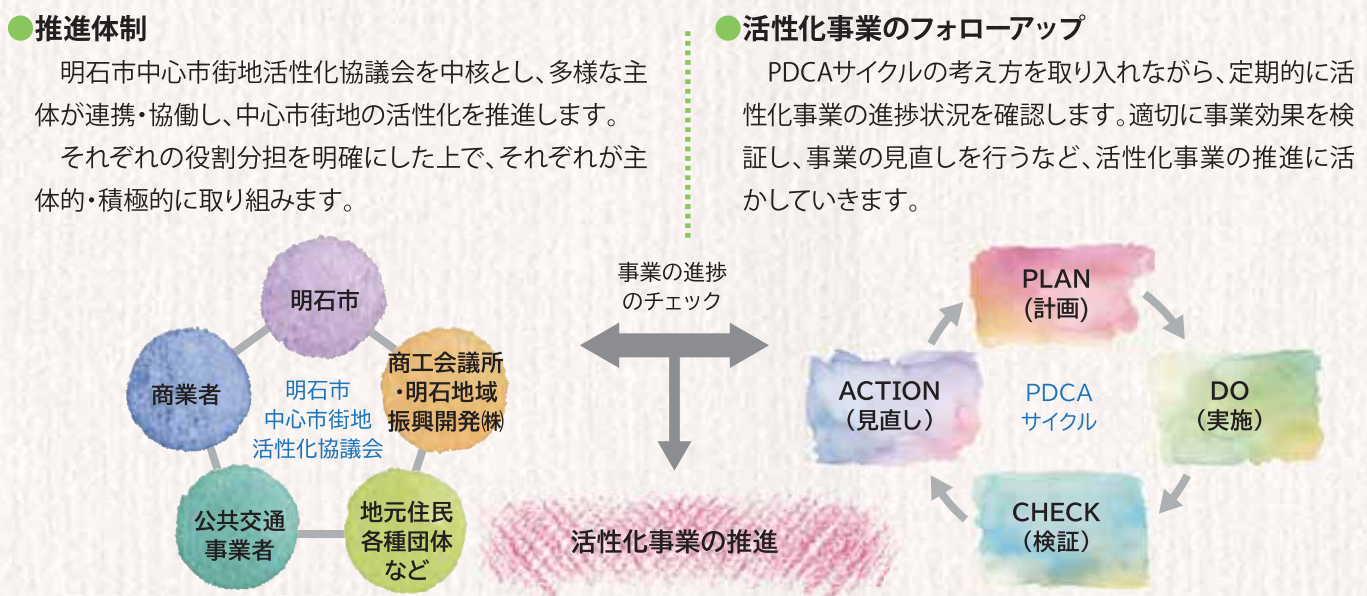 ●推進体制
明石市中心市街地活性化協議会を中核とし、多様な主
体が連携・協働し、中心市街地の活性化を推進します。
それぞれの役割分担を明確にした上で、それぞれが主
体的・積極的に取り組みます。
●活性化事業のフォローアップ
PDCAサイクルの考え方を取り入れながら、定期的に活
性化事業の進捗状況を確認します。適切に事業効果を検
証し、事業の見直しを行うなど、活性化事業の推進に活
かしていきます。
明石市
商工会議所
・明石地域
振興開発㈱
商業者
明石市
中心市街地
活性化協議会
公共交通
事業者
地元住民
各種団体
など
事業の進捗
のチェック
活性化事業の推進
PLAN
(計画)
ACTION
(見直し)
PDCA
サイクル
DO
(実施)
CHECK
(検証)